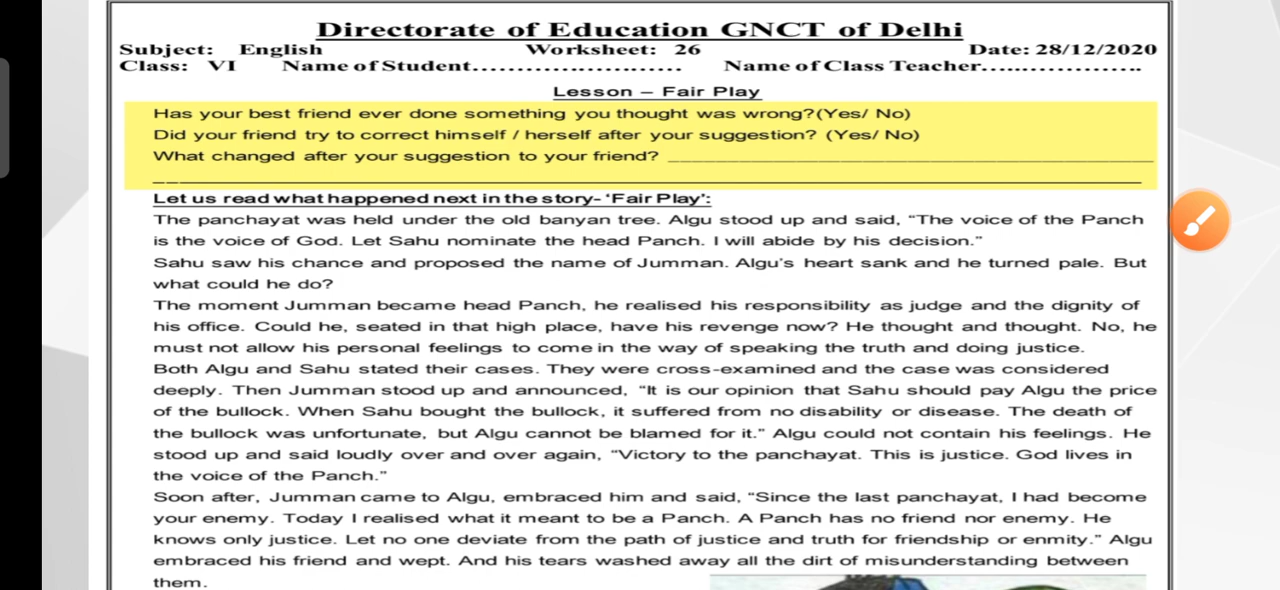 Directorate of Education GNCT of Delhi
Subject: English Worksheet: 26 Date: 28/12/2020
Class: VI Name of Student........................ Name of Class Teacher..................
Lesson – Fair Play
Has your best friend ever done something you thought was wrong?(Yes/ No)
Did your friend try to correct himself / herself after your suggestion? (Yes/ No)
What changed after your suggestion to your friend? ____________________
____________________
Let us read what happened next in the story- ‘Fair Play’:
The panchayat was held under the old banyan tree. Algu stood up and said, “The voice of the Panch
is the voice of God. Let Sahu nominate the head Panch. I will abide by his decision.”
Sahu saw his chance and proposed the name of Jumman. Algu’s heart sank and he turned pale. But
what could he do?
The moment Jumman became head Panch, he realised his responsibility as judge and the dignity of
his office. Could he, seated in that high place, have his revenge now? He thought and thought. No, he
must not allow his personal feelings to come in the way of speaking the truth and doing justice.
Both Algu and Sahu stated their cases. They were cross-examined and the case was considered
deeply. Then Jumman stood up and announced, “It is our opinion that Sahu should pay Algu the price
of the bullock. When Sahu bought the bullock, it suffered from no disability or disease. The death of
the bullock was unfortunate, but Algu cannot be blamed for it.” Algu could not contain his feelings. He
stood up and said loudly over and over again, “Victory to the panchayat. This is justice. God lives in
the voice of the Panch.”
Soon after, Jumman came to Algu, embraced him and said, “Since the last panchayat, I had become
your enemy. Today I realised what it meant to be a Panch. A Panch has no friend nor enemy. He
knows only justice. Let no one deviate from the path of justice and truth for friendship or enmity.” Algu
embraced his friend and wept. And his tears washed away all the dirt of misunderstanding between
them.